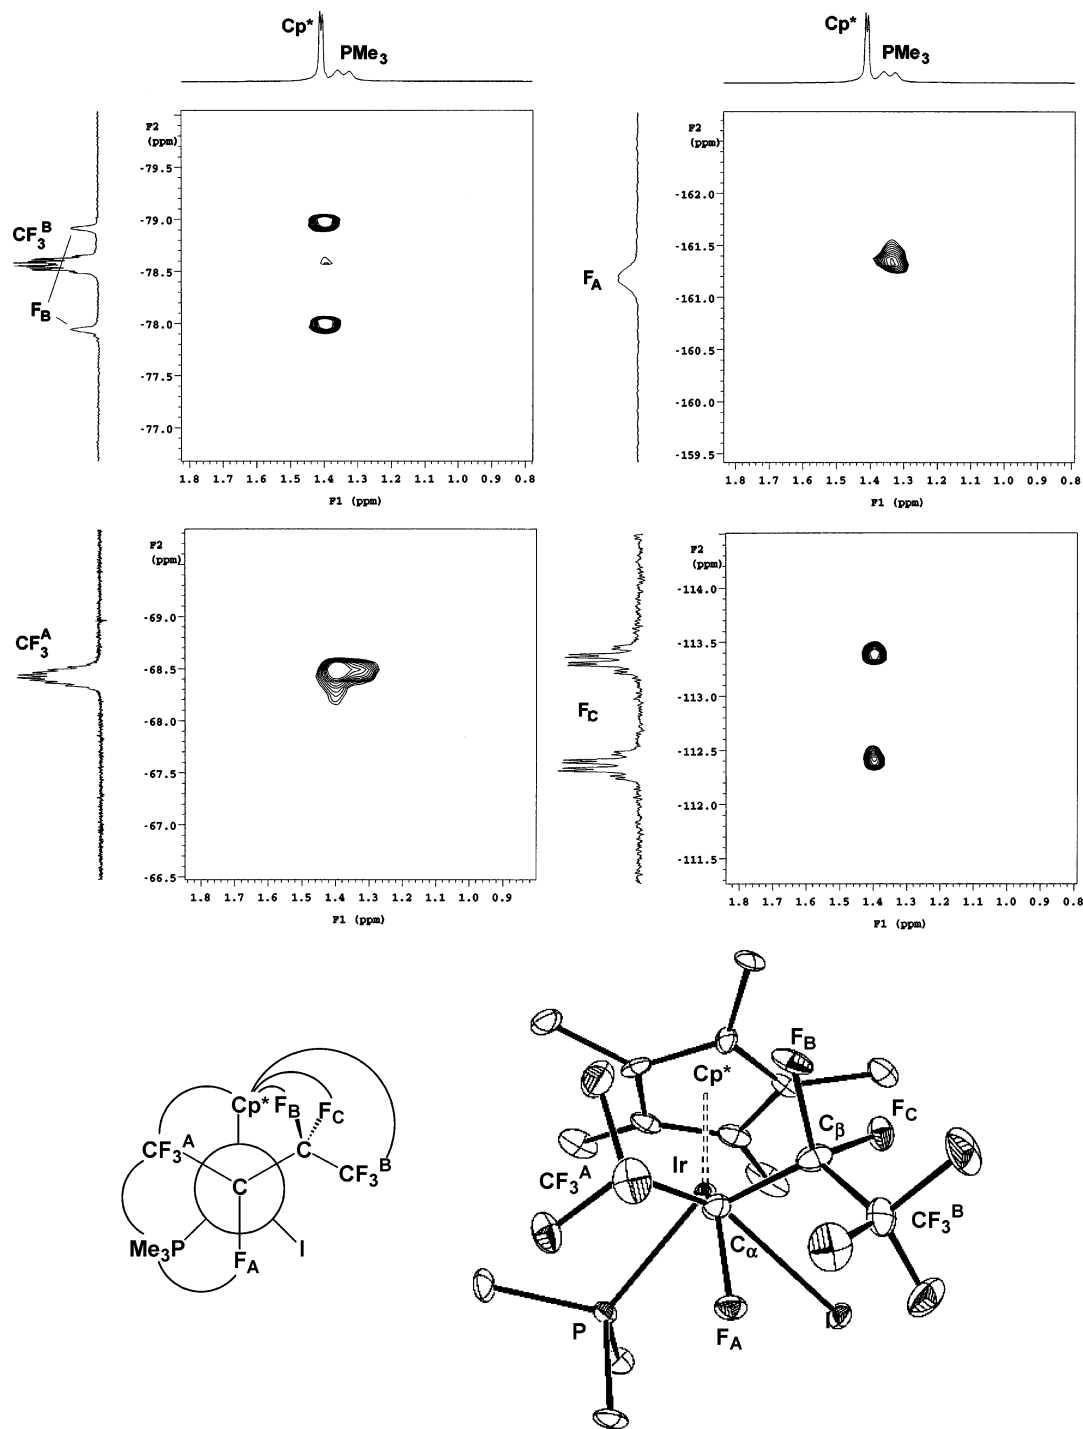 Cp*
PMe3
F2
(ppm)
-79.5
-79.0
-78.5
-78.0
-77.5
-77.0
CF3B
FB
1.8 1.7 1.6 1.5 1.4 1.3 1.2 1.1 1.0 0.9 0.8
F1 (ppm)
Cp*
PMe3
F2
(ppm)
-162.0
-161.5
-161.0
-160.5
-160.0
-159.5
FA
1.8 1.7 1.6 1.5 1.4 1.3 1.2 1.1 1.0 0.9 0.8
F1 (ppm)
F2
(ppm)
-69.0
-68.5
-68.0
-67.5
-67.0
-66.5
CF3A
1.8 1.7 1.6 1.5 1.4 1.3 1.2 1.1 1.0 0.9
F1 (ppm)
F2
(ppm)
-114.0
-113.5
-113.0
-112.5
-112.0
-111.5
FC
1.8 1.7 1.6 1.5 1.4 1.3 1.2 1.1 1.0 0.9 0.8
F1 (ppm)
Cp* FB FC
CF3A
C
CF3B
Me3P
FA
I
FB
Cp*
FC
Cβ
Ir
CF3A
CF3B
Cα
P
FA
I